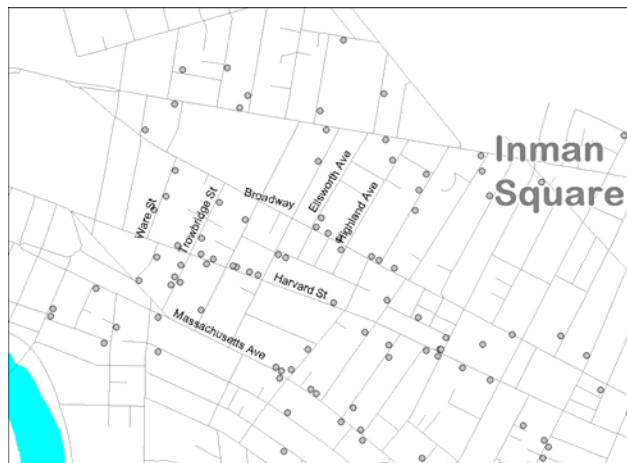 Inman
Square
Ellsworth Ave
Broadway
Highland Ave
Trowbridge St
Ware St
Harvard St
Massachusetts Ave